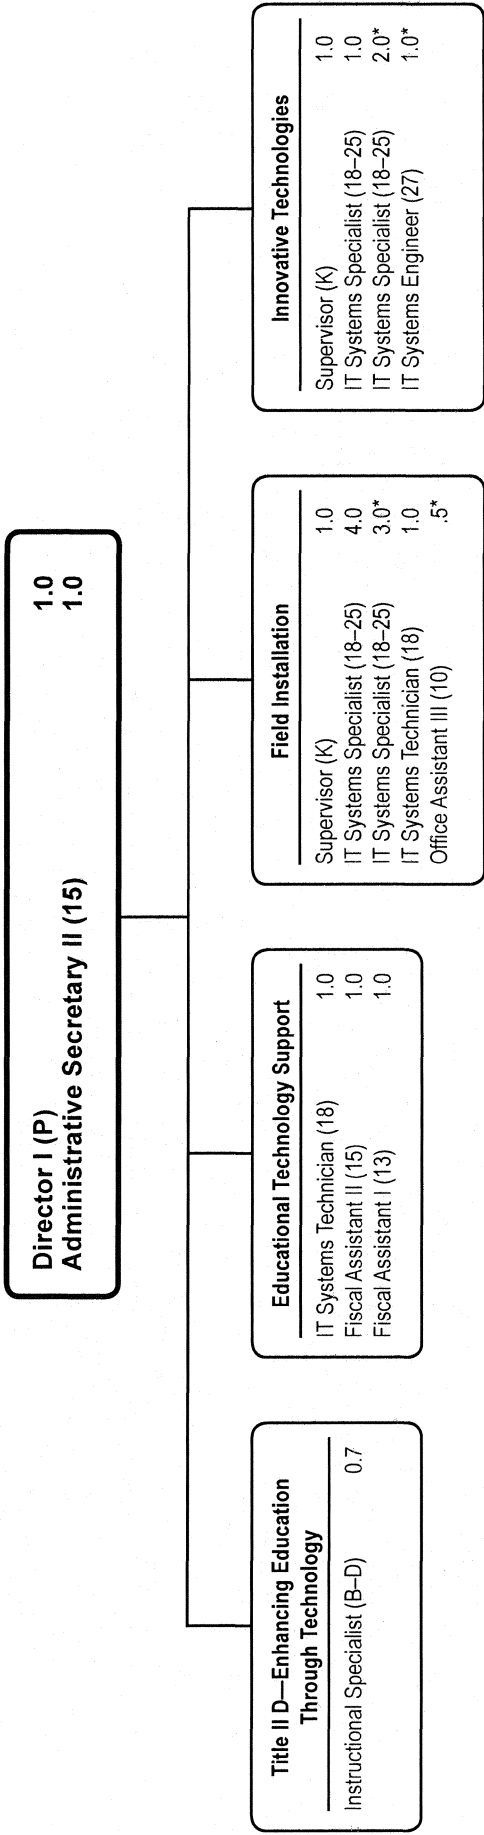 Director I (P) 1.0
Administrative Secretary II (15) 1.0
Title II D—Enhancing Education
Through Technology
Instructional Specialist (B–D) 0.7
Educational Technology Support
IT Systems Technician (18) 1.0
Fiscal Assistant II (15) 1.0
Fiscal Assistant I (13) 1.0
Field Installation
Supervisor (K) 1.0
IT Systems Specialist (18–25) 4.0
IT Systems Specialist (18–25) 3.0*
IT Systems Technician (18) 1.0
Office Assistant III (10) .5*
Innovative Technologies
Supervisor (K) 1.0
IT Systems Specialist (18–25) 1.0
IT Systems Specialist (18–25) 2.0*
IT Systems Engineer (27) 1.0*